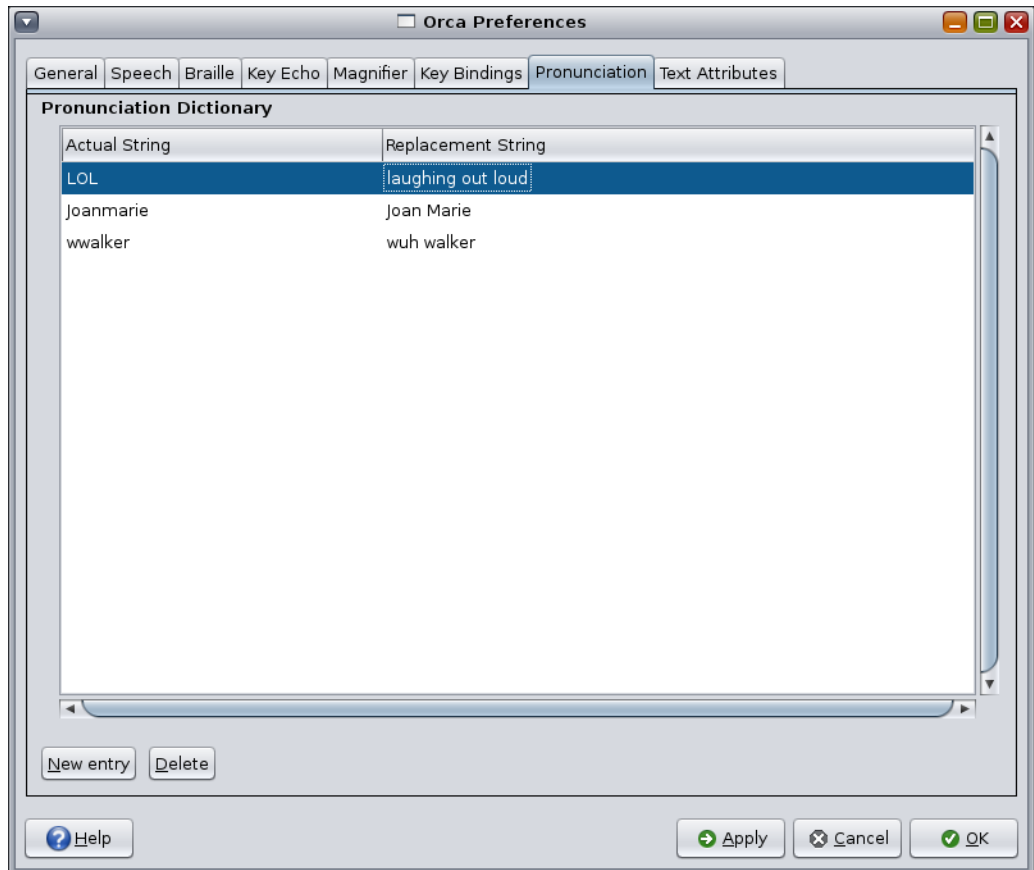 Orca Preferences
General Speech Braille Key Echo Magnifier Key Bindings Pronunciation Text Attributes
Pronunciation Dictionary
Actual String Replacement String
LOL laughing out loud
Joanmarie Joan Marie
wwalker wuh walker
New entry Delete
Help Apply Cancel OK